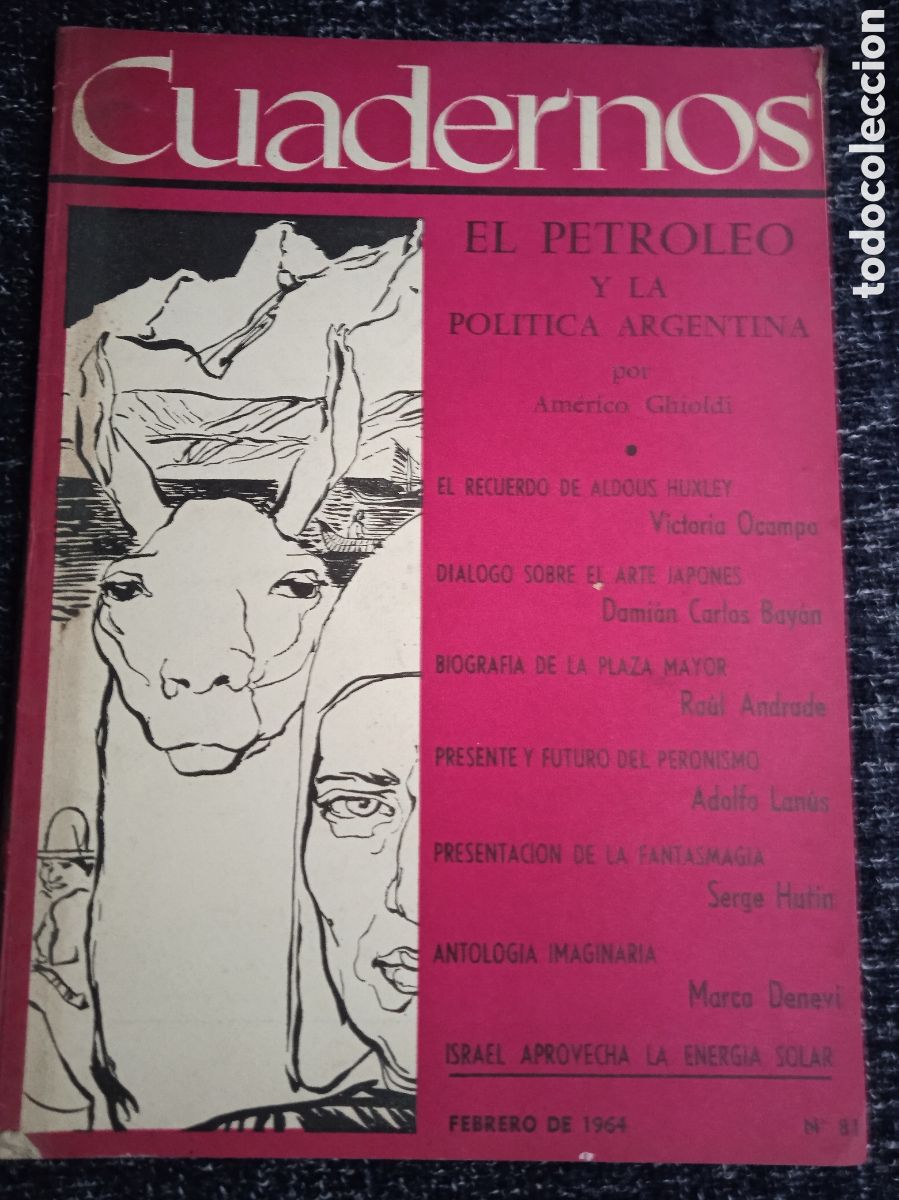 Cuadernos
EL PETROLEO
Y LA
POLITICA ARGENTINA
por
Américo Ghioldi
•
EL RECUERDO DE ALDOUS HUXLEY
Victoria Ocampo
DIALOGO SOBRE EL ARTE JAPONES
Damián Carlos Bayón
BIOGRAFIA DE LA PLAZA MAYOR
Raúl Andrade
PRESENTE Y FUTURO DEL PERONISMO
Adolfo Lanús
PRESENTACION DE LA FANTASMAGIA
Serge Hutin
ANTOLOGIA IMAGINARIA
Marco Denevi
ISRAEL APROVECHA LA ENERGIA SOLAR
FEBRERO DE 1964 N° 81
todocoleccion